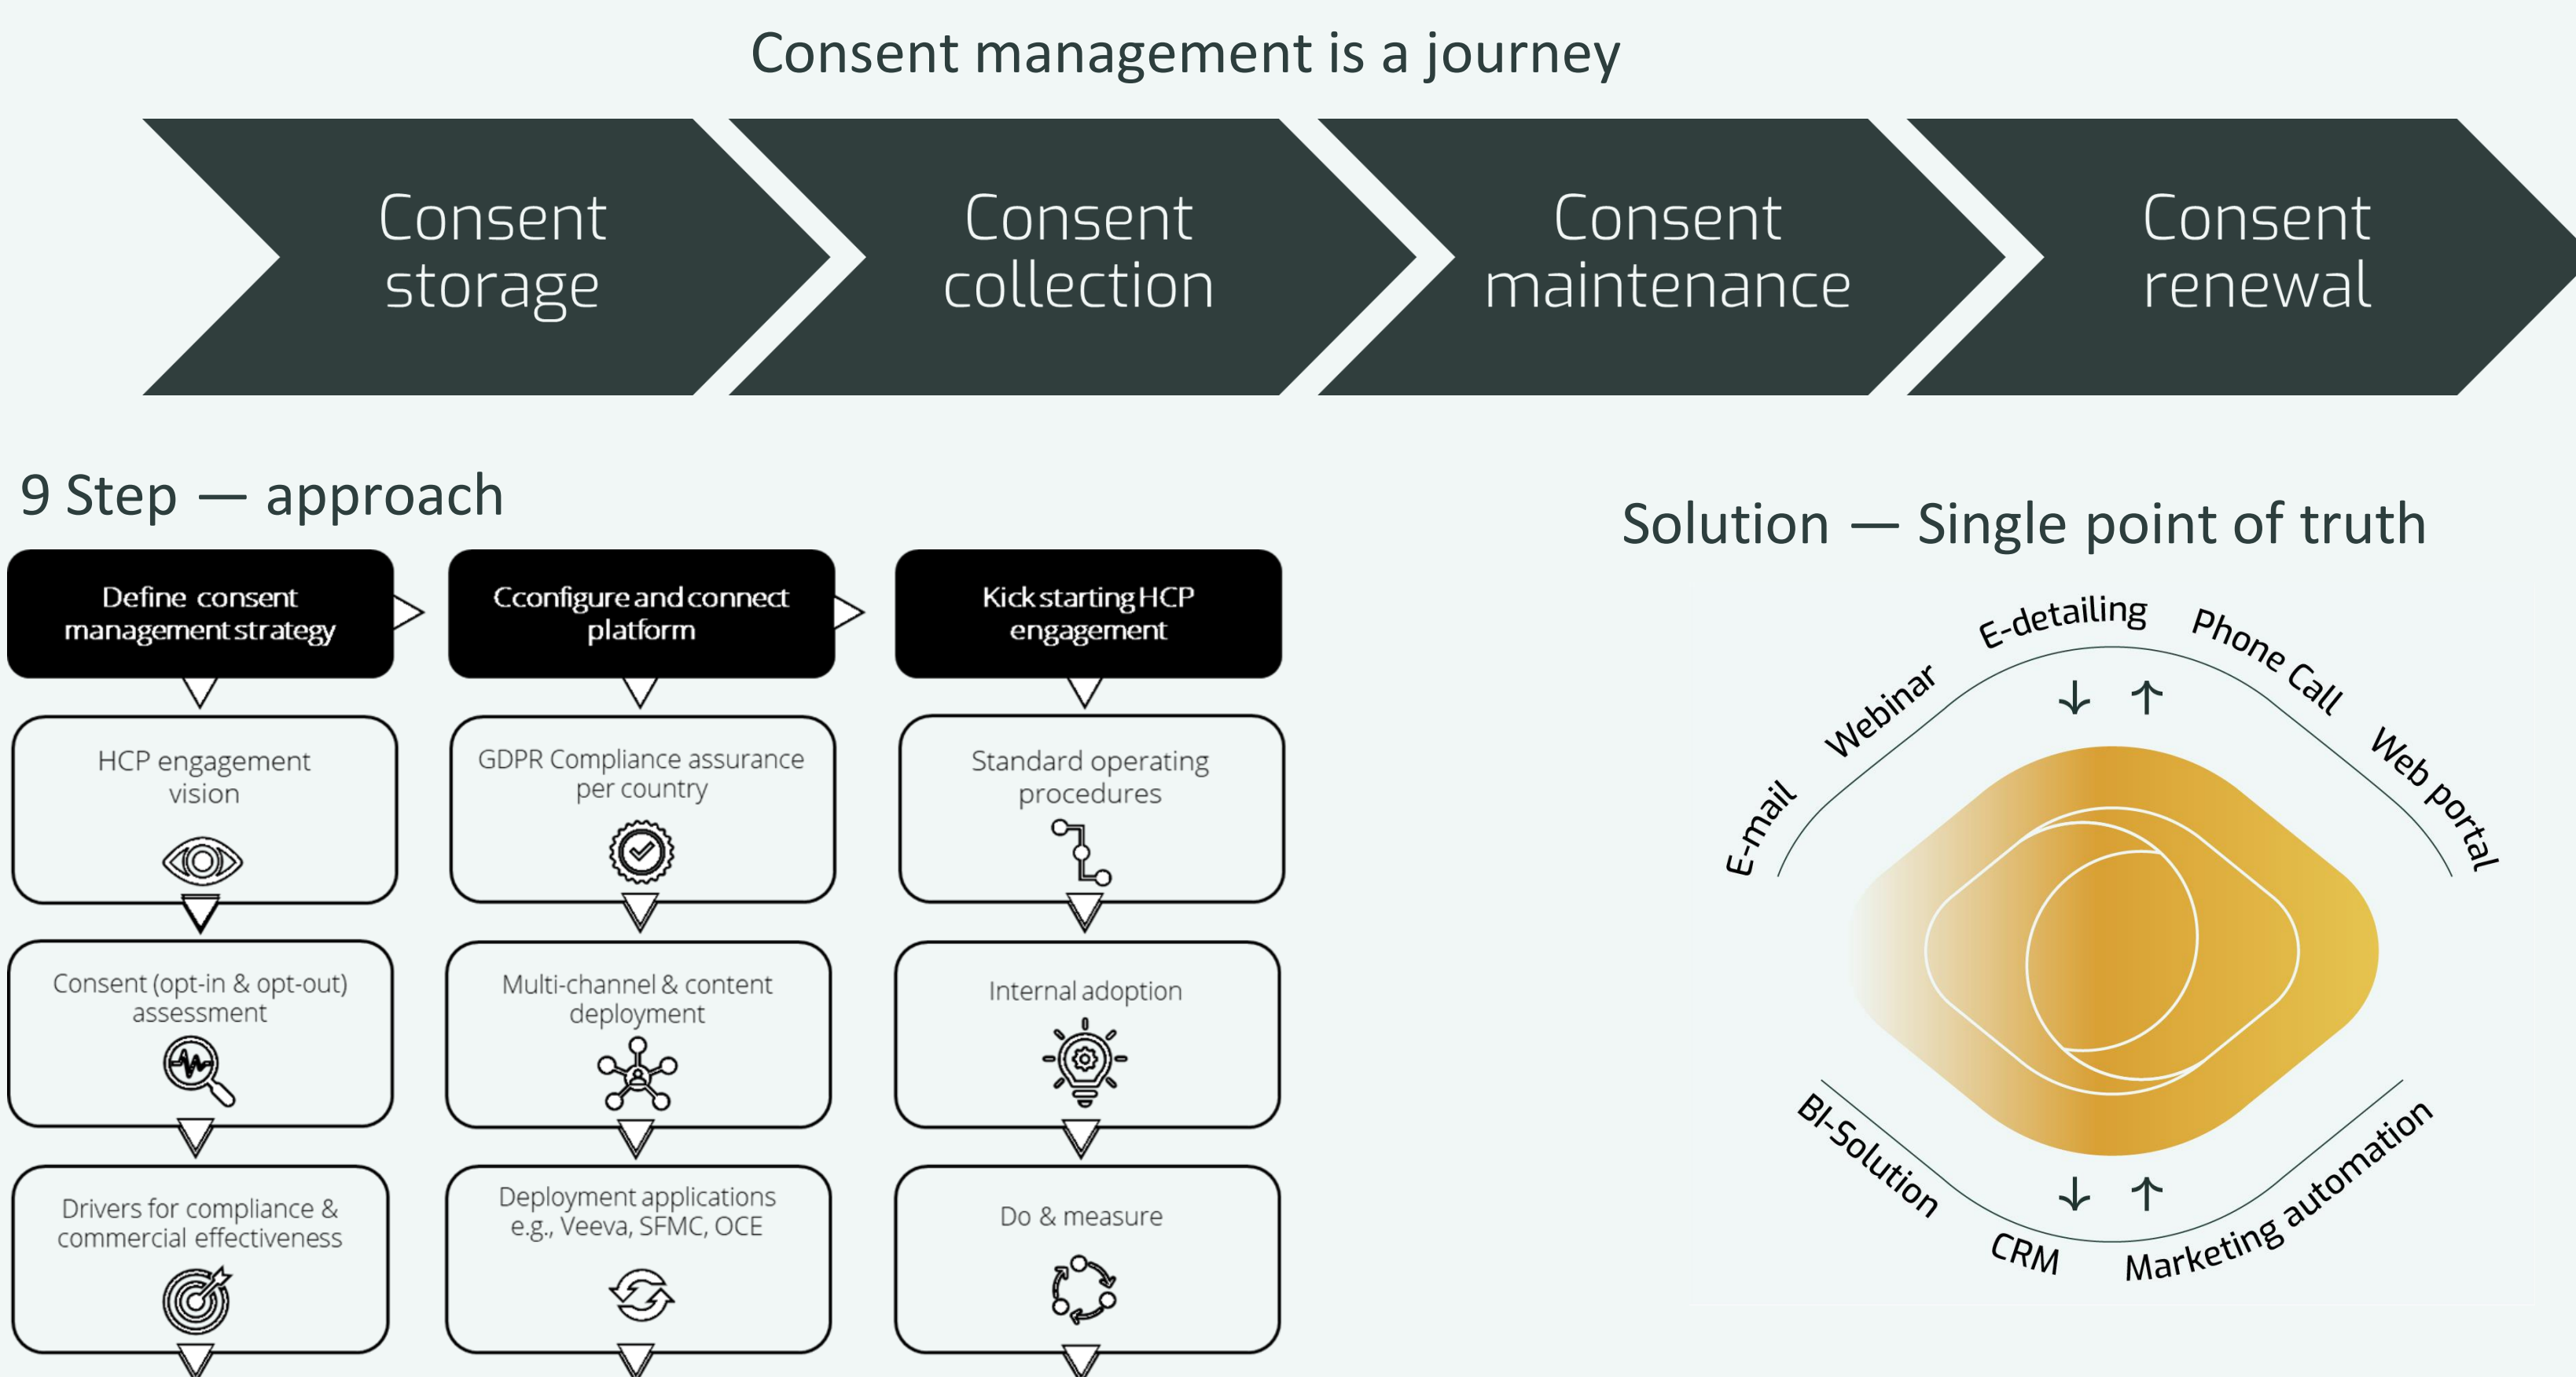 Consent management is a journey
Consent
storage
Consent
collection
Consent
maintenance
Consent
renewal
9 Step — approach
Define consent
management strategy
HCP engagement
vision
Consent (opt-in & opt-out)
assessment
Drivers for compliance &
commercial effectiveness
Cconfigure and connect
platform
GDPR Compliance assurance
per country
Multi-channel & content
deployment
Deployment applications
e.g., Veeva, SFMC, OCE
Kick starting HCP
engagement
Standard operating
procedures
Internal adoption
Do & measure
Solution — Single point of truth
E-mail
Webinar
E-detailing
Phone Call
Web portal
BI-Solution
CRM
Marketing automation